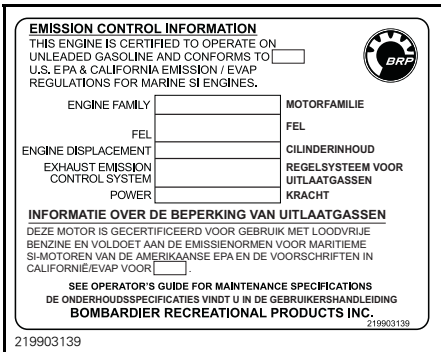 EMISSION CONTROL INFORMATION
THIS ENGINE IS CERTIFIED TO OPERATE ON
UNLEADED GASOLINE AND CONFORMS TO
U.S. EPA & CALIFORNIA EMISSION / EVAP
REGULATIONS FOR MARINE SI ENGINES.
BRP
ENGINE FAMILY MOTORFAMILIE
FEL FEL
ENGINE DISPLACEMENT CILINDERINHOUD
EXHAUST EMISSION REGELSYSTEEM VOOR
CONTROL SYSTEM UITLAATGASSEN
POWER KRACHT
INFORMATIE OVER DE BEPERKING VAN UITLAATGASSEN
DEZE MOTOR IS GECERTIFICEERD VOOR GEBRUIK MET LOODVRIJE
BENZINE EN VOLDOET AAN DE EMISSIENORMEN VOOR MARITIEME
SI-MOTOREN VAN DE AMERIKAANSE EPA EN DE VOORSCHRIFTEN IN
CALIFORNIË/EVAP VOOR .
SEE OPERATOR'S GUIDE FOR MAINTENANCE SPECIFICATIONS
DE ONDERHOUDSSPECIFICATIES VINDT U IN DE GEBRUIKERSHANDLEIDING
BOMBARDIER RECREATIONAL PRODUCTS INC.
219903139
219903139